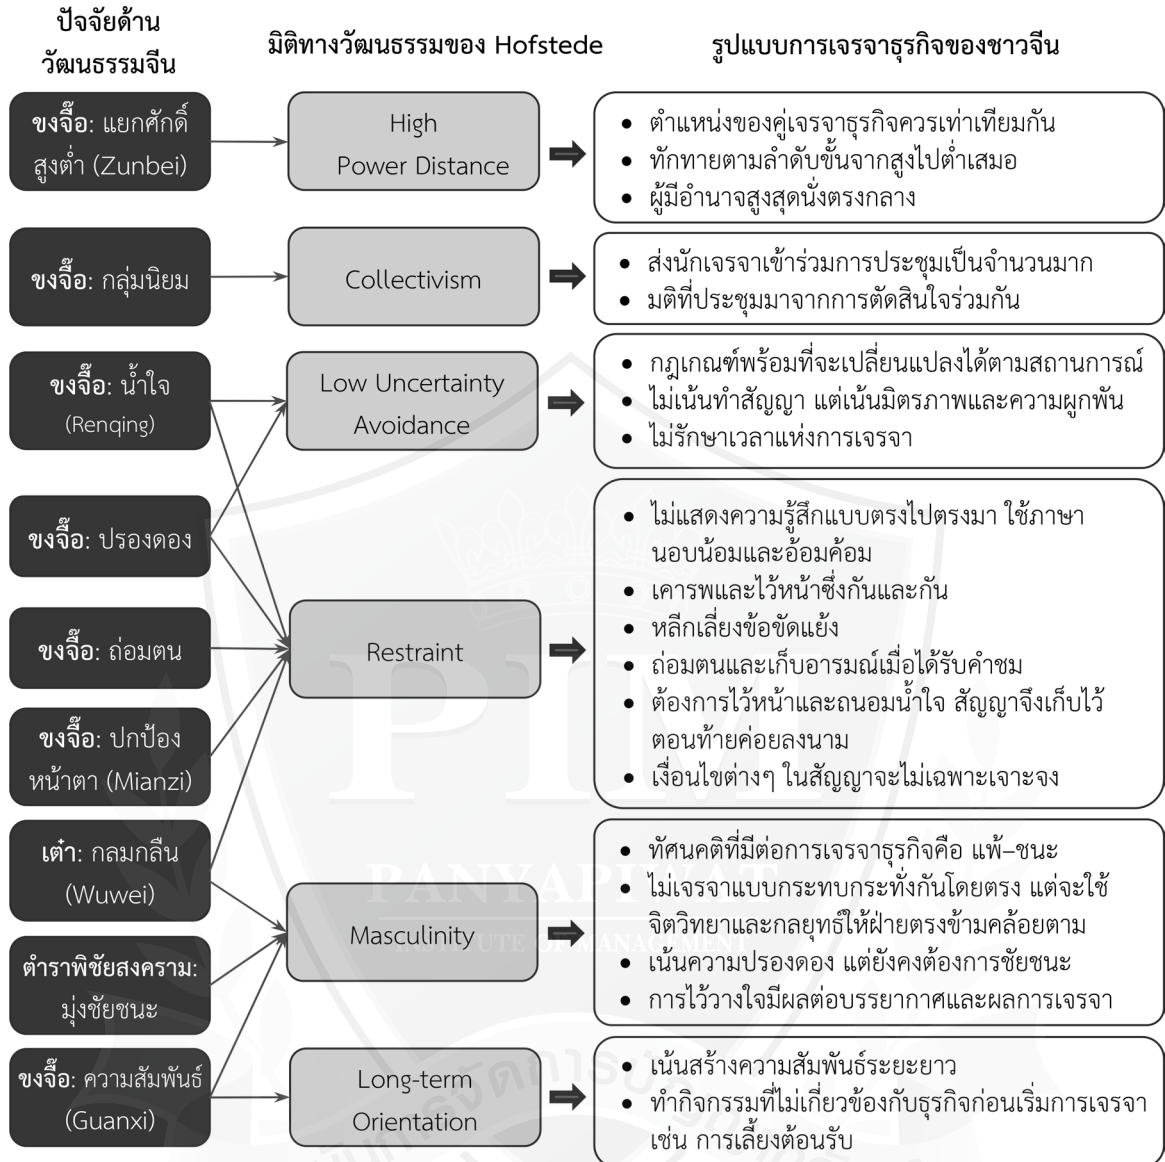 ปัจจัยด้าน
วัฒนธรรมจีน
มิติทางวัฒนธรรมของ Hofstede
รูปแบบการเจรจาธุรกิจของชาวจีน
ขงจื๊อ: แยกศักดิ์
สูงต่ำ (Zunbei)
High
Power Distance
• ตำแหน่งของคู่เจรจาธุรกิจควรเท่าเทียมกัน
• ทักทายตามลำดับขั้นจากสูงไปต่ำเสมอ
• ผู้มีอำนาจสูงสุดนั่งตรงกลาง
ขงจื๊อ: กลุ่มนิยม
Collectivism
• ส่งนักเจรจาเข้าร่วมการประชุมเป็นจำนวนมาก
• มติที่ประชุมมาจากการตัดสินใจร่วมกัน
ขงจื๊อ: น้ำใจ
(Renqing)
Low Uncertainty
Avoidance
• กฎเกณฑ์พร้อมที่จะเปลี่ยนแปลงได้ตามสถานการณ์
• ไม่เน้นทำสัญญา แต่เน้นมิตรภาพและความผูกพัน
• ไม่รักษาเวลาแห่งการเจรจา
ขงจื๊อ: ปรองดอง
ขงจื๊อ: ถ่อมตน
ขงจื๊อ: ปกป้อง
หน้าตา (Mianzi)
Restraint
• ไม่แสดงความรู้สึกแบบตรงไปตรงมา ใช้ภาษา
นอบน้อมและอ้อมค้อม
• เคารพและไว้หน้าซึ่งกันและกัน
• หลีกเลี่ยงข้อขัดแย้ง
• ถ่อมตนและเก็บอารมณ์เมื่อได้รับคำชม
• ต้องการไว้หน้าและถนอมน้ำใจ สัญญาจึงเก็บไว้
ตอนท้ายค่อยลงนาม
• เงื่อนไขต่างๆ ในสัญญาจะไม่เฉพาะเจาะจง
เต๋า: กลมกลืน
(Wuwei)
ตำราพิชัยสงคราม:
มุ่งชัยชนะ
Masculinity
• ทัศนคติที่มีต่อการเจรจาธุรกิจคือ แพ้–ชนะ
• ไม่เจรจาแบบกระทบกระทั่งกันโดยตรง แต่จะใช้
จิตวิทยาและกลยุทธ์ให้ฝ่ายตรงข้ามคล้อยตาม
• เน้นความปรองดอง แต่ยังคงต้องการชัยชนะ
• การไว้วางใจมีผลต่อบรรยากาศและผลการเจรจา
ขงจื๊อ: ความสัมพันธ์
(Guanxi)
Long-term
Orientation
• เน้นสร้างความสัมพันธ์ระยะยาว
• ทำกิจกรรมที่ไม่เกี่ยวข้องกับธุรกิจก่อนเริ่มการเจรจา
เช่น การเลี้ยงต้อนรับ
PIM
PANYAPIWAT
INSTITUTE OF MANAGEMENT